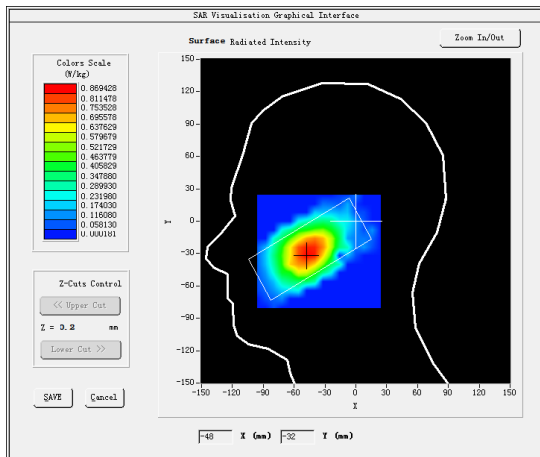 SAR Visualisation Graphical Interface
Surface Radiated Intensity
Zoom In/Out
Colors Scale
(W/kg)
0.869428
0.811478
0.753528
0.695578
0.637629
0.579679
0.521729
0.463779
0.405829
0.347880
0.289930
0.231980
0.174030
0.116080
0.058130
0.000181
Z-Cuts Control
<< Upper Cut
Z = 0.2 mm
Lower Cut >>
SAVE Cancel
150
120
90
60
30
0
-30
-60
-90
-120
-150
Y
-150 -120 -90 -60 -30 0 30 60 90 120 150
X
-48 X (mm) -32 Y (mm)